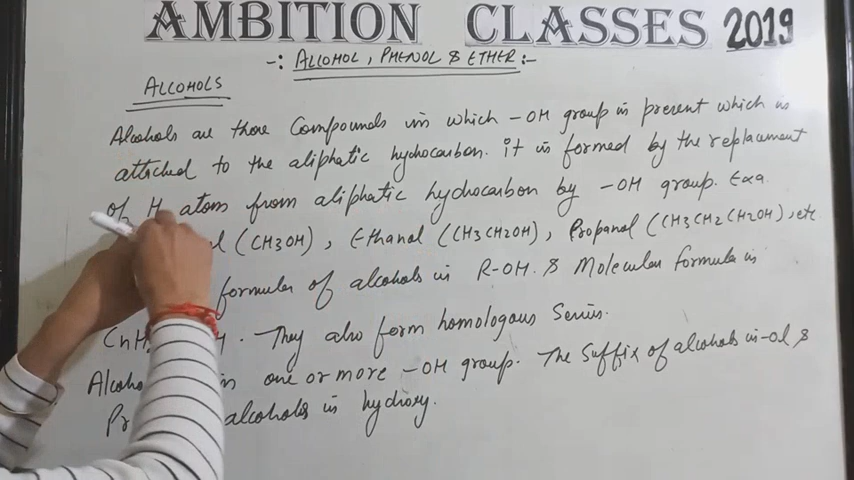 AMBITION CLASSES 2019
-: ALCOHOL, PHENOL & ETHER :-
ALCOHOLS
Alcohols are those Compounds in which -OH group is present which is
attached to the aliphatic hydrocarbon. it is formed by the replacement
of H atom from aliphatic hydrocarbon by -OH group. Exa.
(CH3OH), Ethanol (CH3CH2OH), Propanol (CH3CH2CH2OH), etc
formula of alcohols is R-OH. & Molecular formula is
CnH . They also form homologous Series.
one or more -OH group. The Suffix of alcohols is -ol &
alcohols is hydroxy.